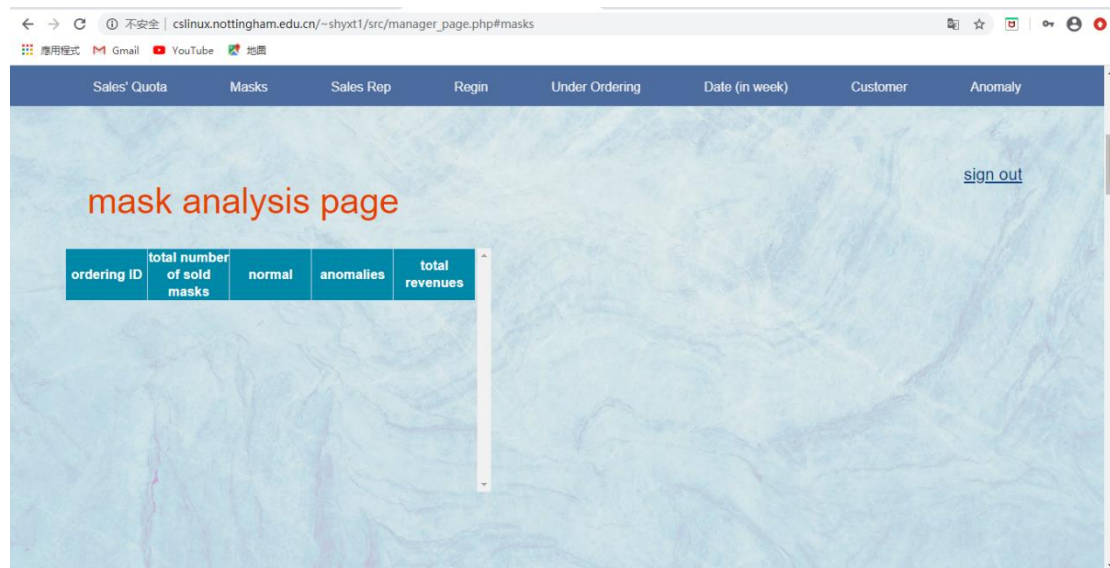 不安全 | cslinux.nottingham.edu.cn/~shyxt1/src/manager_page.php#masks
應用程式 Gmail YouTube 地圖
Sales' Quota Masks Sales Rep Regin Under Ordering Date (in week) Customer Anomaly
sign out
mask analysis page
ordering ID
total number
of sold
masks
normal
anomalies
total
revenues